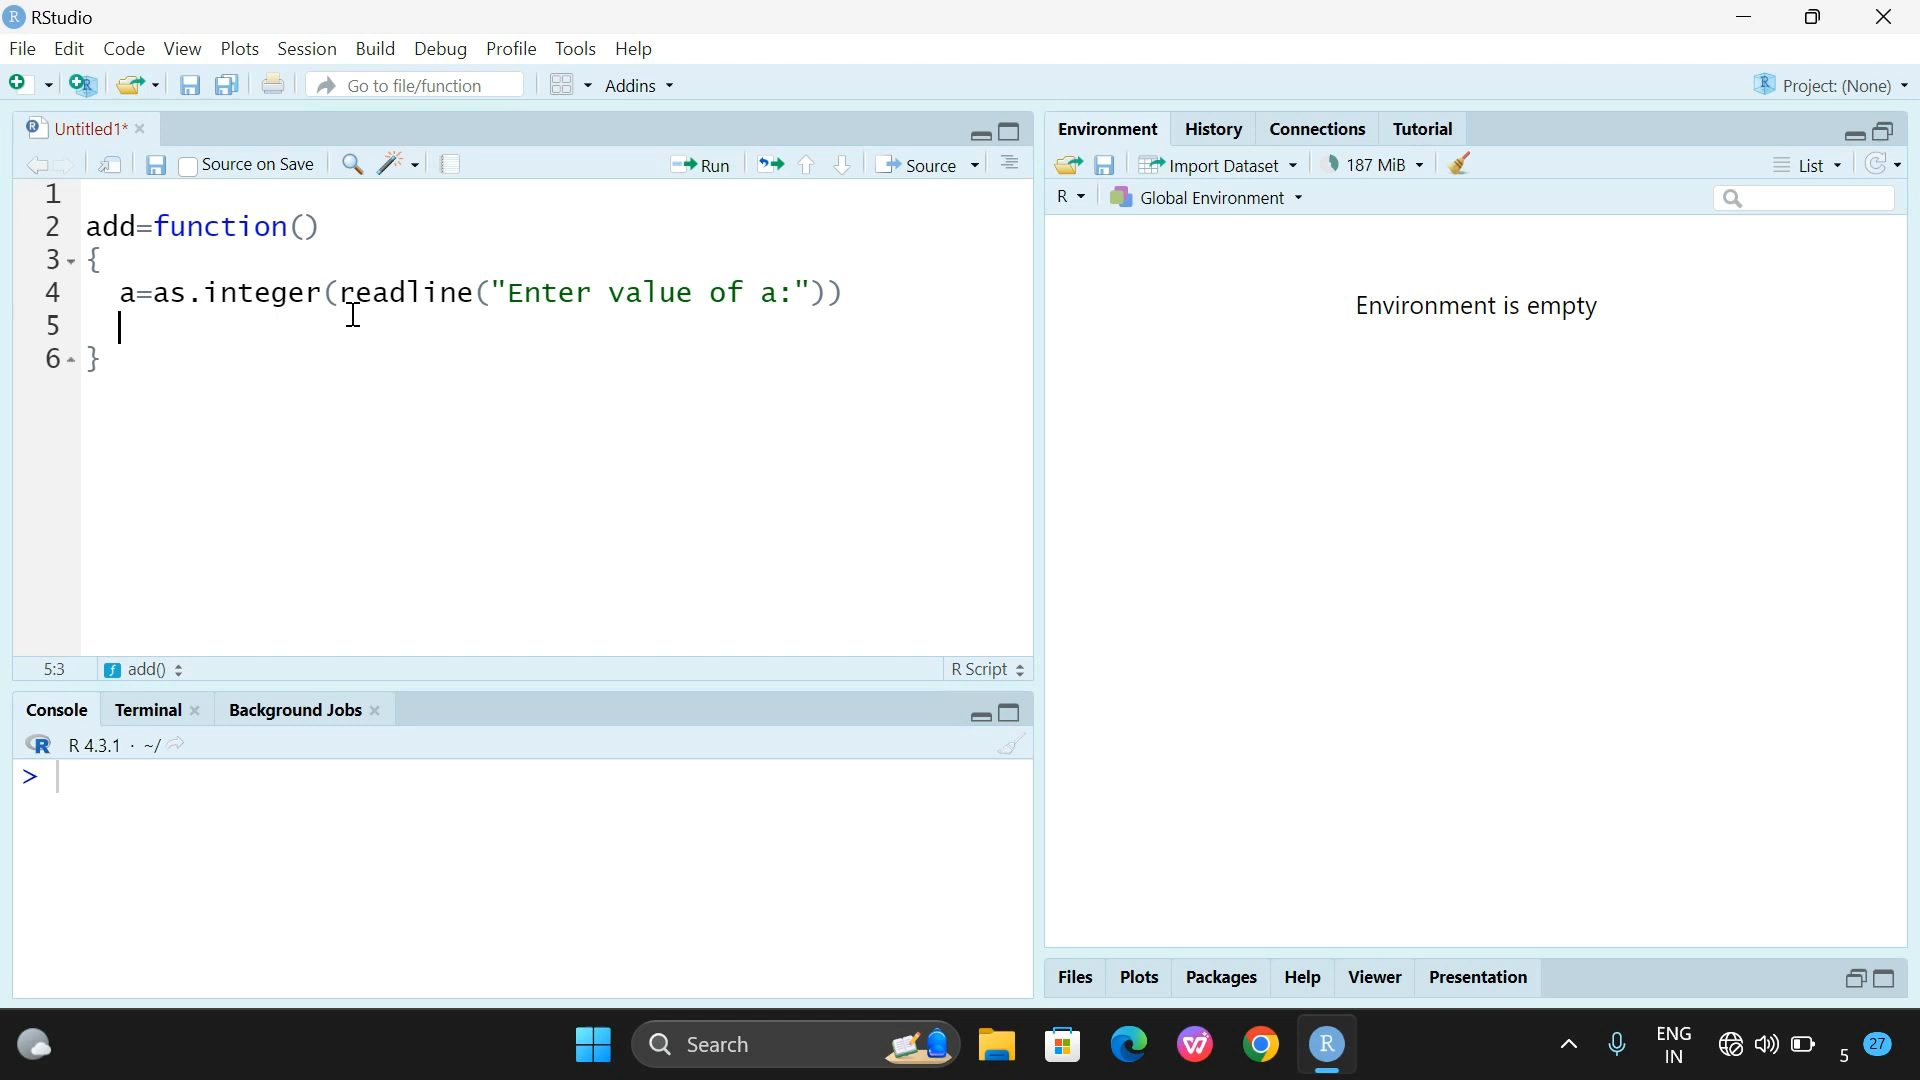 RStudio
File Edit Code View Plots Session Build Debug Profile Tools Help
Go to file/function Addins Project: (None)
Untitled1*
Source on Save Run Source
1
2 add=function()
3 {
4 a=as.integer(readline("Enter value of a:"))
5
6 }
5:3 add() R Script
Console Terminal Background Jobs
R 4.3.1 · ~/
>
Environment History Connections Tutorial
Import Dataset 187 MiB List
R Global Environment
Environment is empty
Files Plots Packages Help Viewer Presentation
Search
ENG
IN
5 27